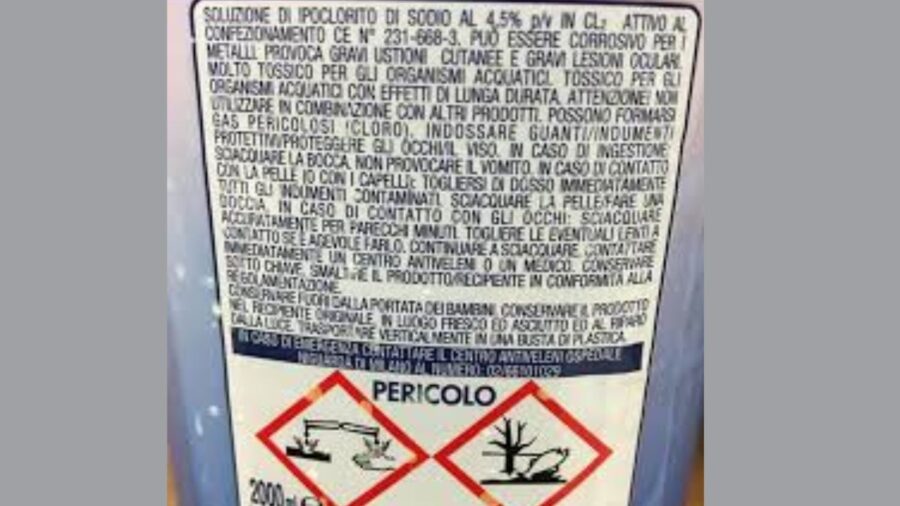 SOLUZIONE DI IPOCLORITO DI SODIO AL 4,5% p/v IN CL₂ ATTIVO AL
CONFEZIONAMENTO CE N° 231-668-3. PUÒ ESSERE CORROSIVO PER I
METALLI. PROVOCA GRAVI USTIONI CUTANEE E GRAVI LESIONI OCULARI.
MOLTO TOSSICO PER GLI ORGANISMI ACQUATICI. TOSSICO PER GLI
ORGANISMI ACQUATICI CON EFFETTI DI LUNGA DURATA. ATTENZIONE! NON
UTILIZZARE IN COMBINAZIONE CON ALTRI PRODOTTI. POSSONO FORMARSI
GAS PERICOLOSI (CLORO). INDOSSARE GUANTI/INDUMENTI
PROTETTIVI/PROTEGGERE GLI OCCHI/IL VISO. IN CASO DI INGESTIONE:
SCIACQUARE LA BOCCA. NON PROVOCARE IL VOMITO. IN CASO DI CONTATTO
CON LA PELLE (O CON I CAPELLI): TOGLIERSI DI DOSSO IMMEDIATAMENTE
TUTTI GLI INDUMENTI CONTAMINATI. SCIACQUARE LA PELLE/FARE UNA
DOCCIA. IN CASO DI CONTATTO CON GLI OCCHI: SCIACQUARE
ACCURATAMENTE PER PARECCHI MINUTI. TOGLIERE LE EVENTUALI LENTI A
CONTATTO SE È AGEVOLE FARLO. CONTINUARE A SCIACQUARE. CONTATTARE
IMMEDIATAMENTE UN CENTRO ANTIVELENI O UN MEDICO. CONSERVARE
SOTTO CHIAVE. SMALTIRE IL PRODOTTO/RECIPIENTE IN CONFORMITÀ ALLA
REGOLAMENTAZIONE.
CONSERVARE FUORI DALLA PORTATA DEI BAMBINI. CONSERVARE IL PRODOTTO
NEL RECIPIENTE ORIGINALE, IN LUOGO FRESCO ED ASCIUTTO ED AL RIPARO
DALLA LUCE. TRASPORTARE VERTICALMENTE IN UNA BUSTA DI PLASTICA.
IN CASO DI EMERGENZA CONTATTARE IL CENTRO ANTIVELENI OSPEDALE
NIGUARDA DI MILANO AL NUMERO: 02/66101029
PERICOLO
2000 ml e